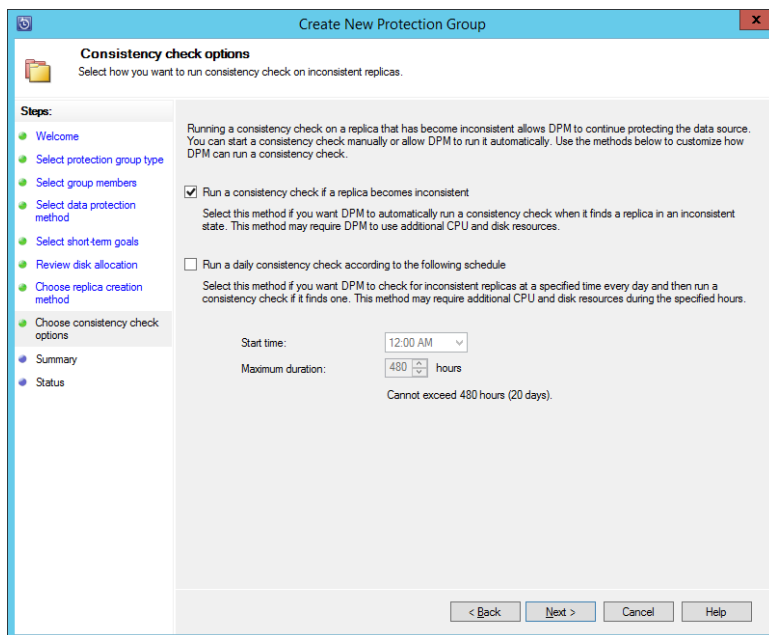 Create New Protection Group
x
Consistency check options
Select how you want to run consistency check on inconsistent replicas.
Steps:
Welcome
Select protection group type
Select group members
Select data protection
method
Select short-term goals
Review disk allocation
Choose replica creation
method
Choose consistency check
options
Summary
Status
Running a consistency check on a replica that has become inconsistent allows DPM to continue protecting the data source.
You can start a consistency check manually or allow DPM to run it automatically. Use the methods below to customize how
DPM can run a consistency check.
Run a consistency check if a replica becomes inconsistent
Select this method if you want DPM to automatically run a consistency check when it finds a replica in an inconsistent
state. This method may require DPM to use additional CPU and disk resources.
Run a daily consistency check according to the following schedule
Select this method if you want DPM to check for inconsistent replicas at a specified time every day and then run a
consistency check if it finds one. This method may require additional CPU and disk resources during the specified hours.
Start time: 12:00 AM
Maximum duration: 480 hours
Cannot exceed 480 hours (20 days).
< Back Next > Cancel Help